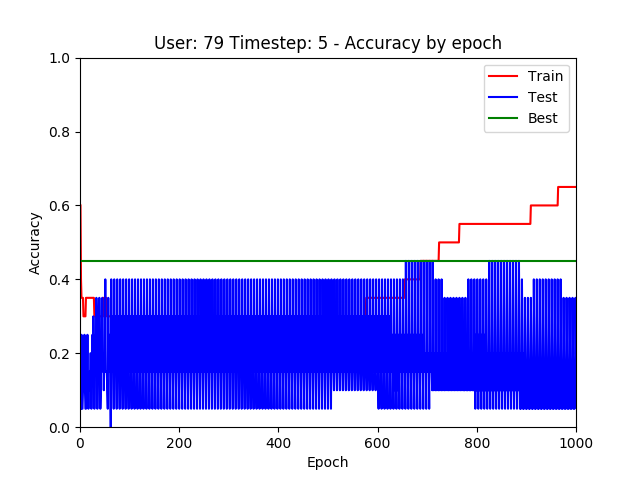 User: 79 Timestep: 5 - Accuracy by epoch
1.0
0.8
0.6
0.4
0.2
0.0
Accuracy
Train
Test
Best
0 200 400 600 800 1000
Epoch